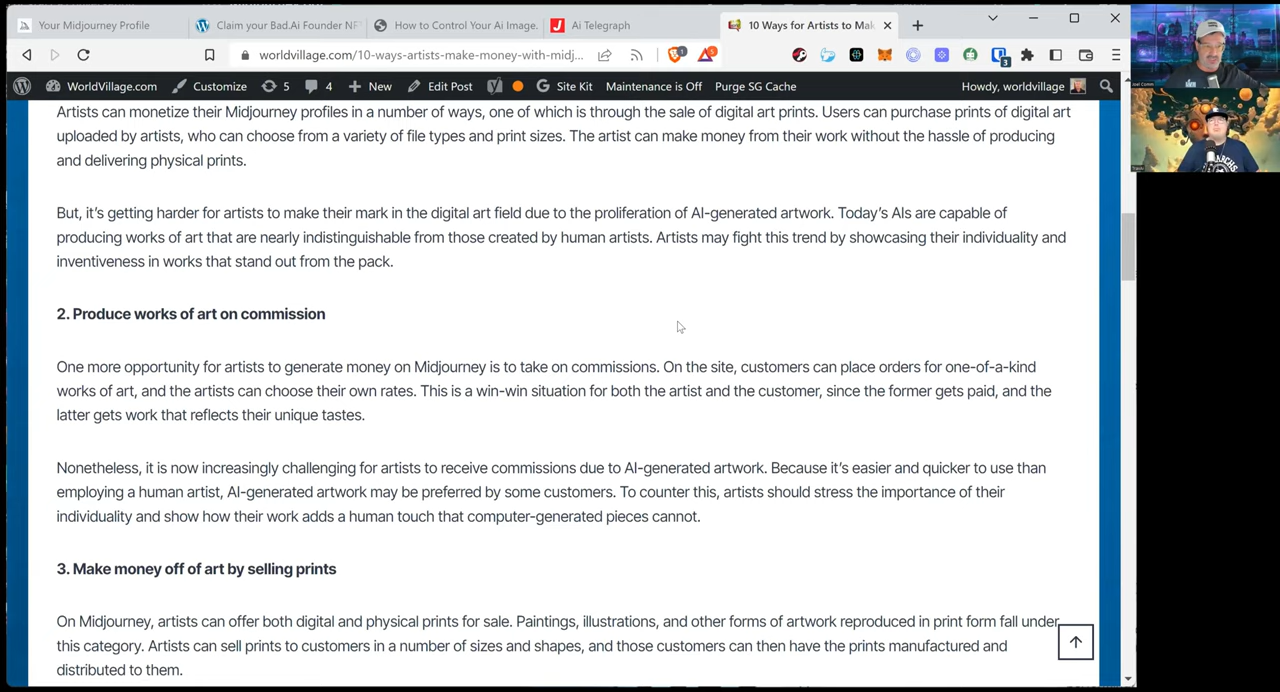 Your Midjourney Profile
Claim your Bad.Ai Founder NF
How to Control Your Ai Image.
Ai Telegraph
10 Ways for Artists to Mak
worldvillage.com/10-ways-artists-make-money-with-midj...
WorldVillage.com Customize 5 4 New Edit Post Site Kit Maintenance is Off Purge SG Cache Howdy, worldvillage
Artists can monetize their Midjourney profiles in a number of ways, one of which is through the sale of digital art prints. Users can purchase prints of digital art
uploaded by artists, who can choose from a variety of file types and print sizes. The artist can make money from their work without the hassle of producing
and delivering physical prints.
But, it's getting harder for artists to make their mark in the digital art field due to the proliferation of AI-generated artwork. Today's AIs are capable of
producing works of art that are nearly indistinguishable from those created by human artists. Artists may fight this trend by showcasing their individuality and
inventiveness in works that stand out from the pack.
2. Produce works of art on commission
One more opportunity for artists to generate money on Midjourney is to take on commissions. On the site, customers can place orders for one-of-a-kind
works of art, and the artists can choose their own rates. This is a win-win situation for both the artist and the customer, since the former gets paid, and the
latter gets work that reflects their unique tastes.
Nonetheless, it is now increasingly challenging for artists to receive commissions due to AI-generated artwork. Because it's easier and quicker to use than
employing a human artist, AI-generated artwork may be preferred by some customers. To counter this, artists should stress the importance of their
individuality and show how their work adds a human touch that computer-generated pieces cannot.
3. Make money off of art by selling prints
On Midjourney, artists can offer both digital and physical prints for sale. Paintings, illustrations, and other forms of artwork reproduced in print form fall under
this category. Artists can sell prints to customers in a number of sizes and shapes, and those customers can then have the prints manufactured and
distributed to them.